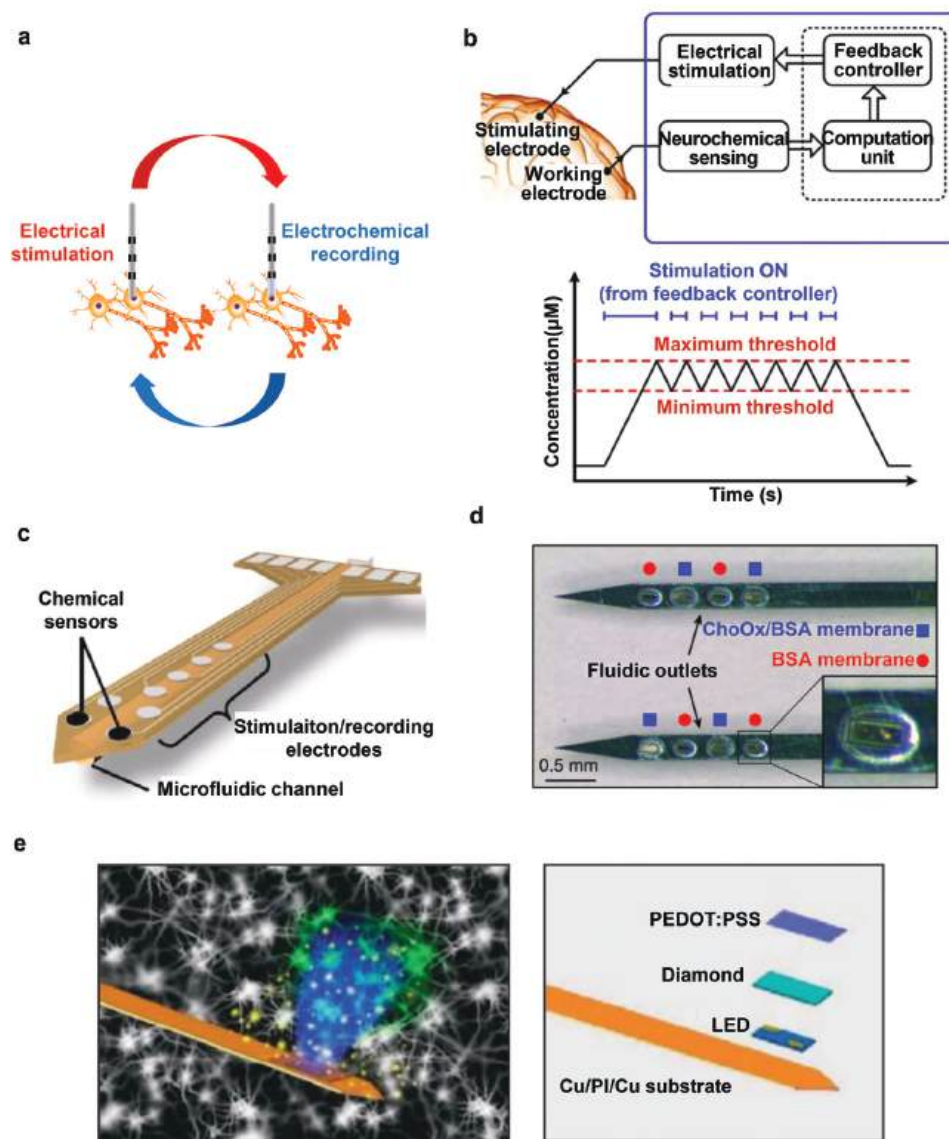 a
Electrical
stimulation
Electrochemical
recording
b
Electrical
stimulation
Feedback
controller
Stimulating
electrode
Neurochemical
sensing
Computation
unit
Working
electrode
Stimulation ON
(from feedback controller)
Maximum threshold
Minimum threshold
Concentration(μM)
Time (s)
c
Chemical
sensors
Stimulaiton/recording
electrodes
Microfluidic channel
d
ChoOx/BSA membrane
BSA membrane
Fluidic outlets
0.5 mm
e
PEDOT:PSS
Diamond
LED
Cu/PI/Cu substrate